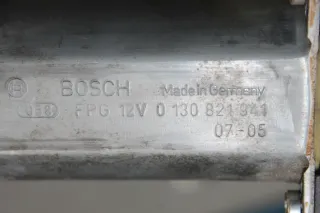 BOSCH Made in Germany
FPG 12V 0 130 821 941
07-05